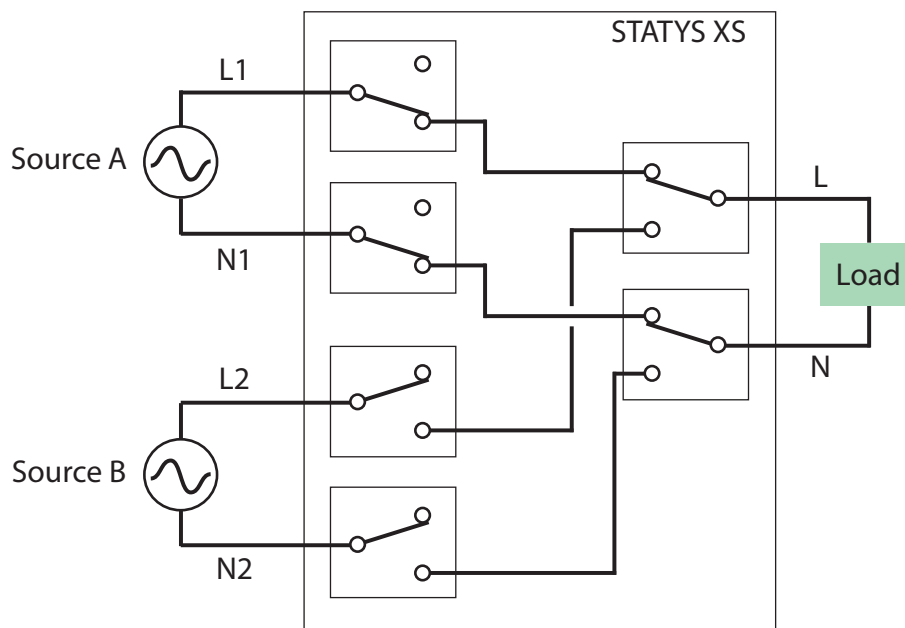 STATYS XS
L1
Source A
N1
L
Load
N
L2
Source B
N2